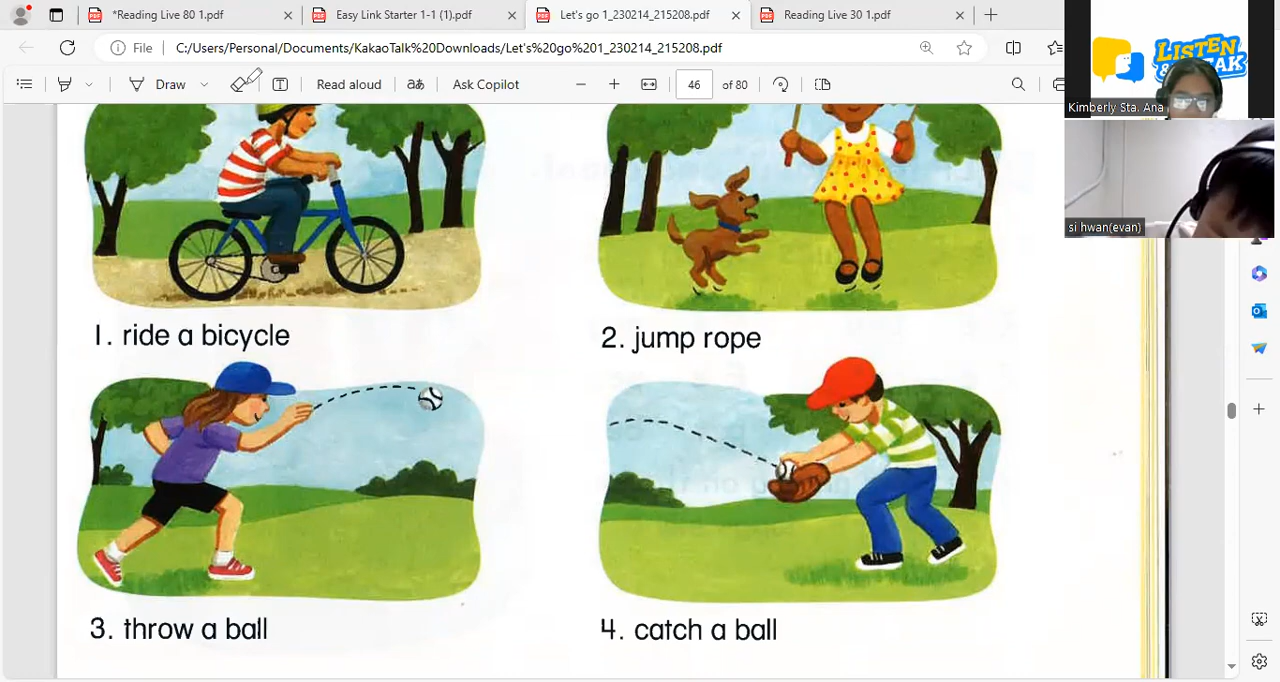 *Reading Live 80 1.pdf
Easy Link Starter 1-1 (1).pdf
Let's go 1_230214_215208.pdf
Reading Live 30 1.pdf
File
C:/Users/Personal/Documents/KakaoTalk%20Downloads/Let's%20go%201_230214_215208.pdf
Draw
Read aloud
aあ
Ask Copilot
46 of 80
LISTEN
Kimberly Sta. Ana
si hwan(evan)
1. ride a bicycle
2. jump rope
3. throw a ball
4. catch a ball